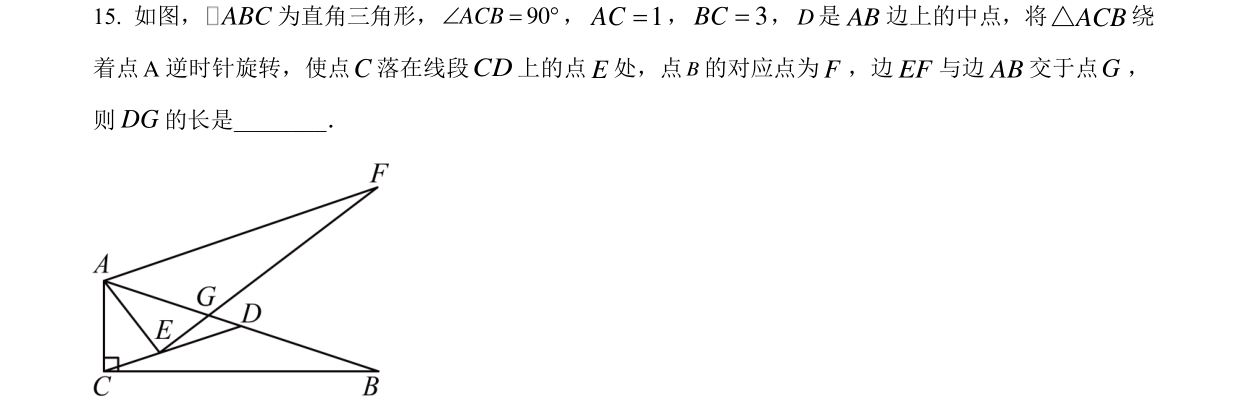 15. 如图，□ABC 为直角三角形，∠ACB = 90°，AC = 1，BC = 3，D 是 AB 边上的中点，将△ACB 绕
着点 A 逆时针旋转，使点 C 落在线段 CD 上的点 E 处，点 B 的对应点为 F，边 EF 与边 AB 交于点 G，
则 DG 的长是________．
F
A
G
D
E
C
B